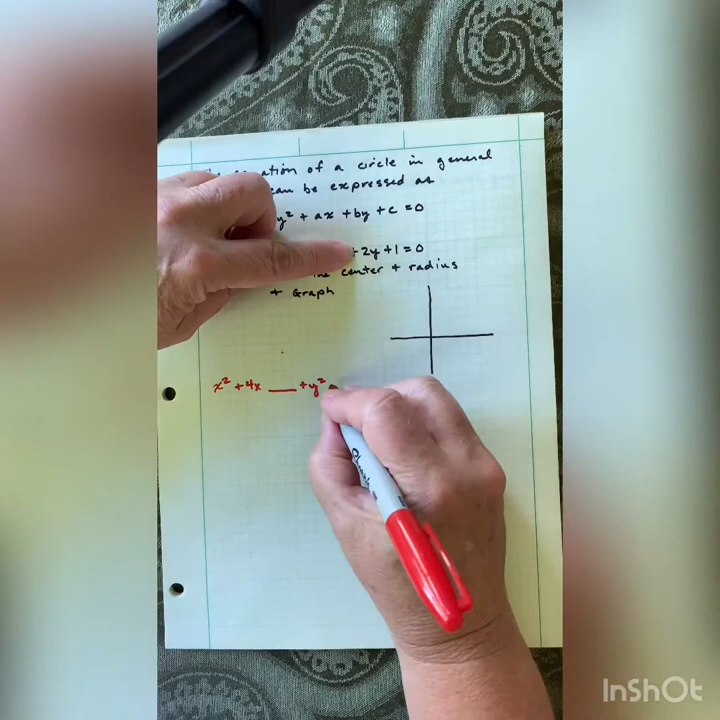 equation of a circle in general
can be expressed as
y² + ax + by + c = 0
+ 2y + 1 = 0
the center + radius
+ Graph
x² + 4x ___ + y²
InShOt